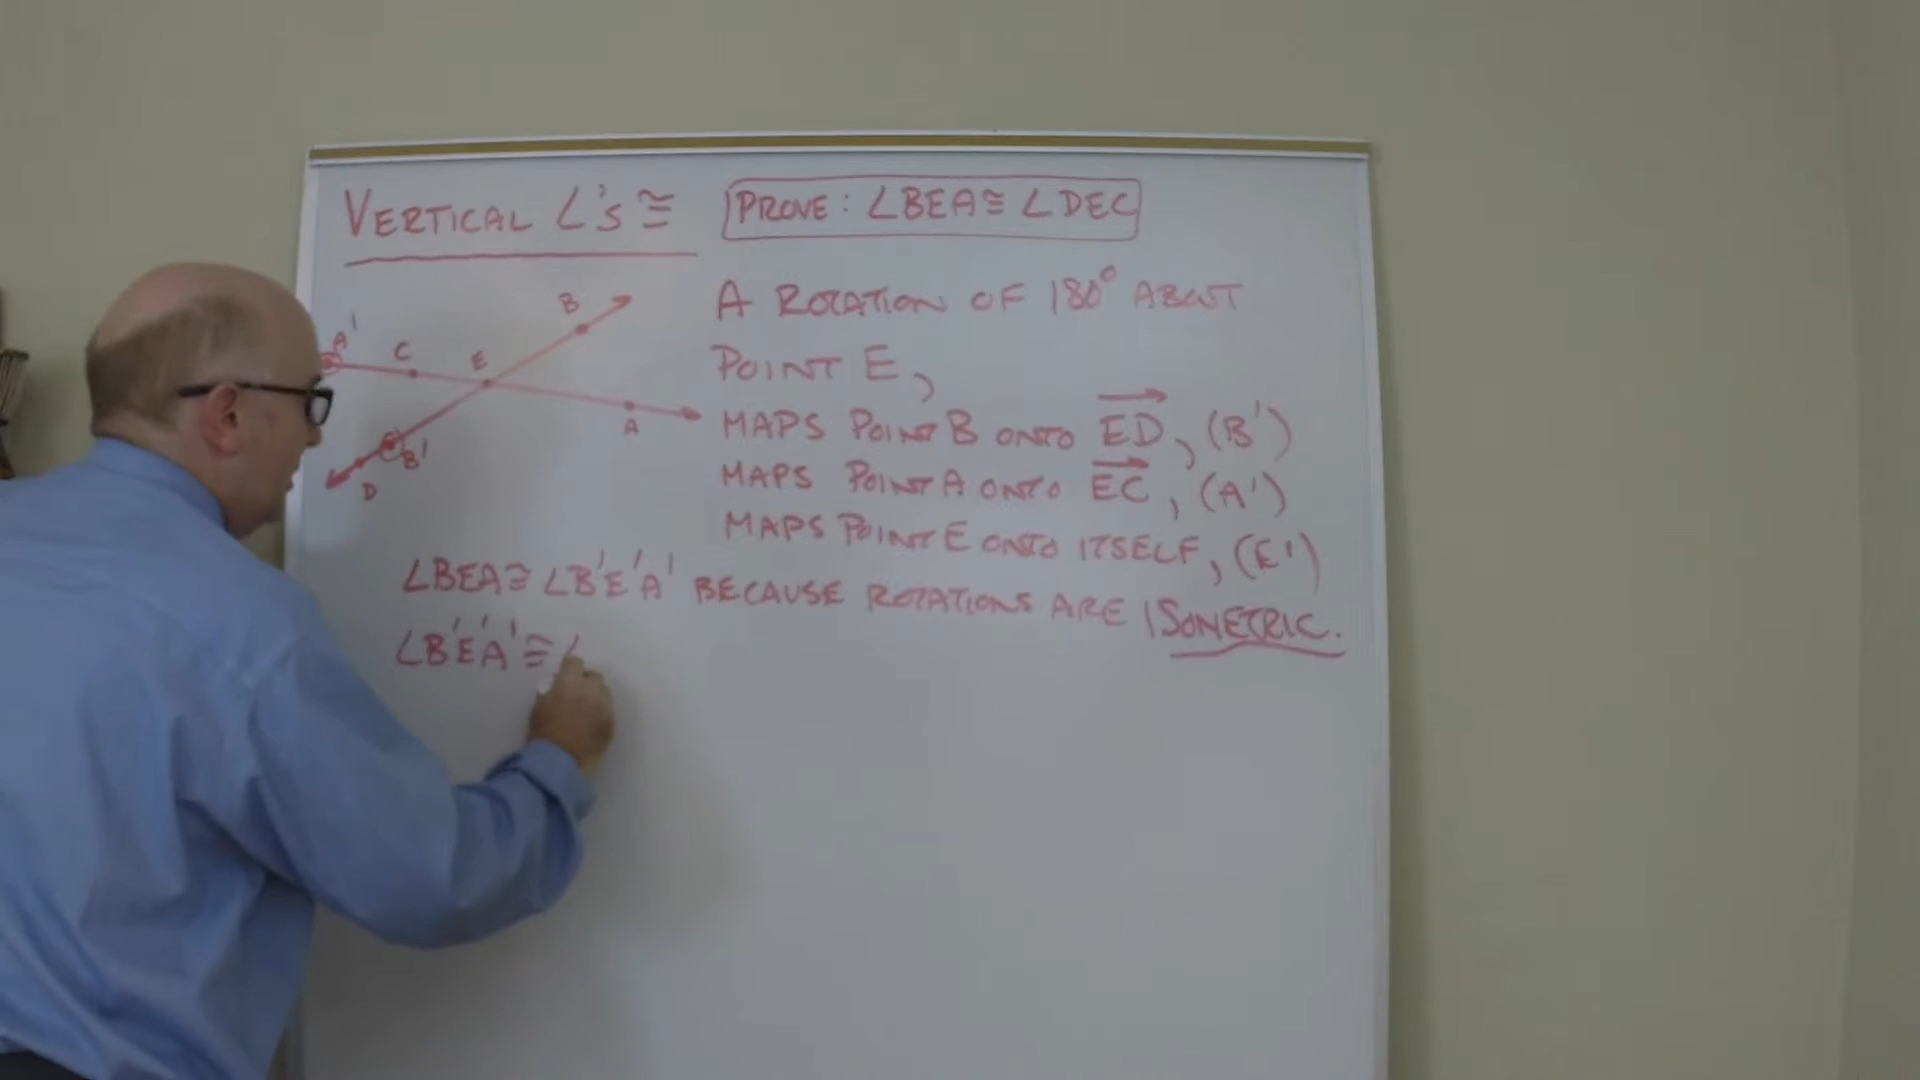 VERTICAL ∠'S ≅
PROVE: ∠BEA ≅ ∠DEC
A ROTATION OF 180° ABOUT
POINT E,
MAPS POINT B ONTO →ED, (B')
MAPS POINT A ONTO →EC, (A')
MAPS POINT E ONTO ITSELF, (E')
B
A'
C
E
A
B'
D
∠BEA ≅ ∠B'E'A' BECAUSE ROTATIONS ARE ISOMETRIC.
∠B'E'A' ≅ ∠